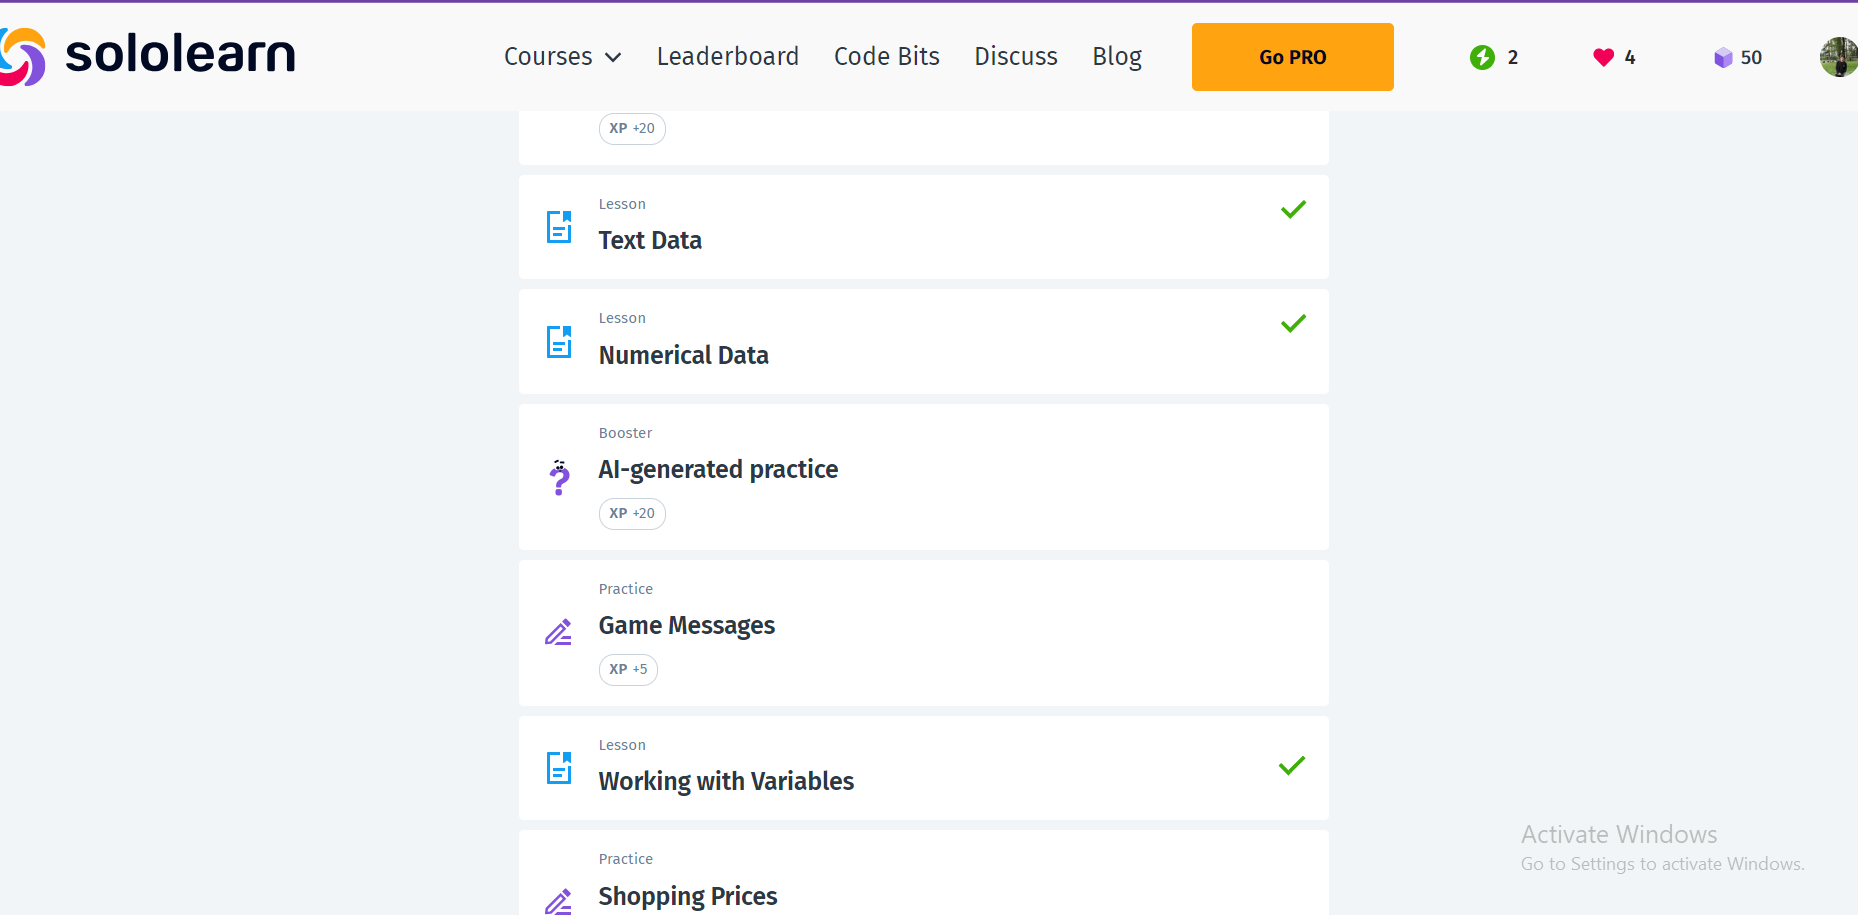 sololearn
Courses
Leaderboard
Code Bits
Discuss
Blog
Go PRO
2
4
50
XP +20
Lesson
Text Data
Lesson
Numerical Data
Booster
AI-generated practice
XP +20
Practice
Game Messages
XP +5
Lesson
Working with Variables
Practice
Shopping Prices
Activate Windows
Go to Settings to activate Windows.